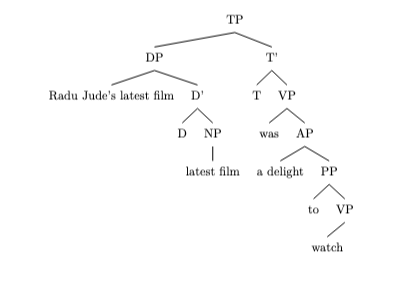 TP
DP T'
Radu Jude's latest film D' T VP
D NP was AP
latest film a delight PP
to VP
watch